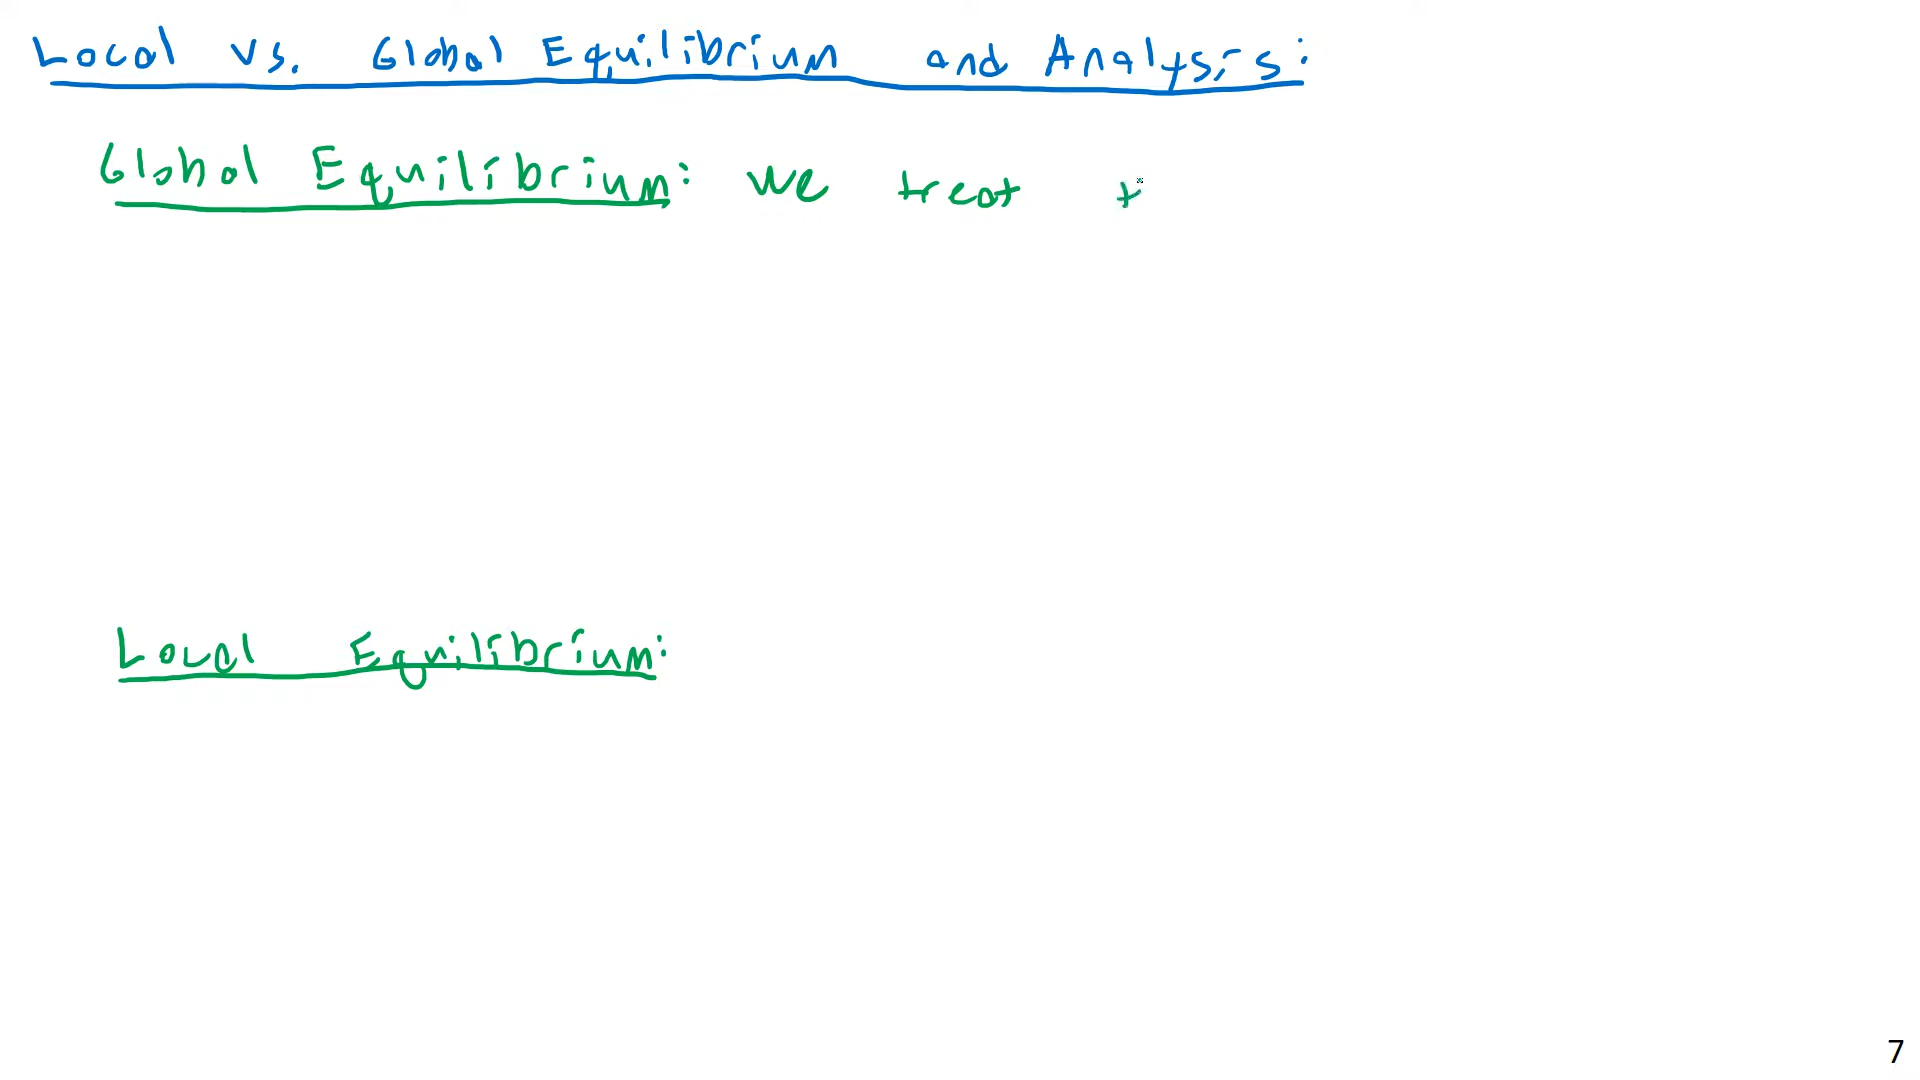 Local vs. Global Equilibrium and Analysis:
Global Equilibrium: we treat t
Local Equilibrium:
7